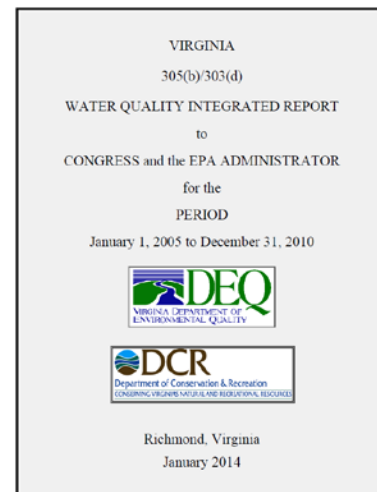 VIRGINIA
305(b)/303(d)
WATER QUALITY INTEGRATED REPORT
to
CONGRESS and the EPA ADMINISTRATOR
for the
PERIOD
January 1, 2005 to December 31, 2010
DEQ
VIRGINIA DEPARTMENT OF
ENVIRONMENTAL QUALITY
DCR
Department of Conservation & Recreation
CONSERVING VIRGINIA'S NATURAL AND RECREATIONAL RESOURCES
Richmond, Virginia
January 2014